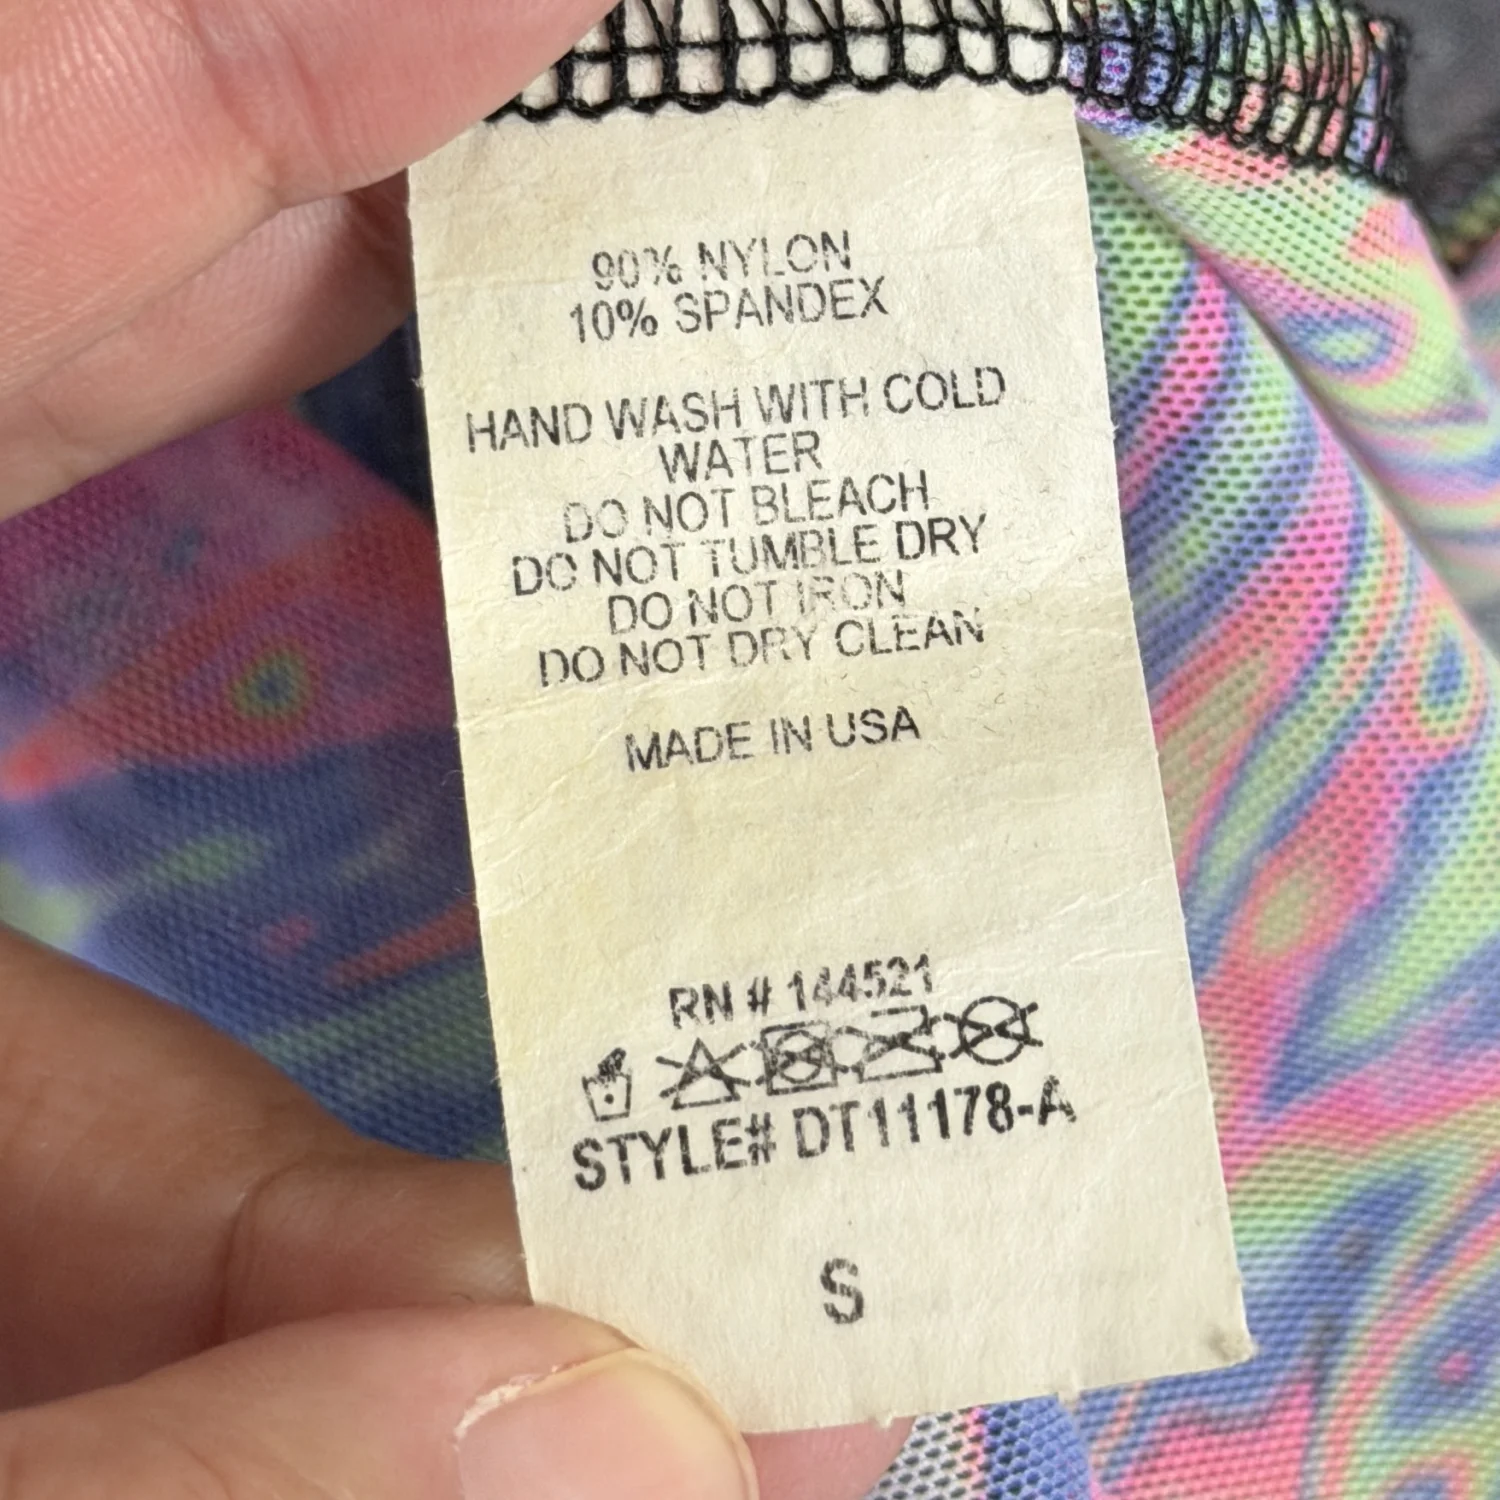 90% NYLON
10% SPANDEX
HAND WASH WITH COLD
WATER
DO NOT BLEACH
DO NOT TUMBLE DRY
DO NOT IRON
DO NOT DRY CLEAN
MADE IN USA
RN # 144521
STYLE# DT11178-A
S